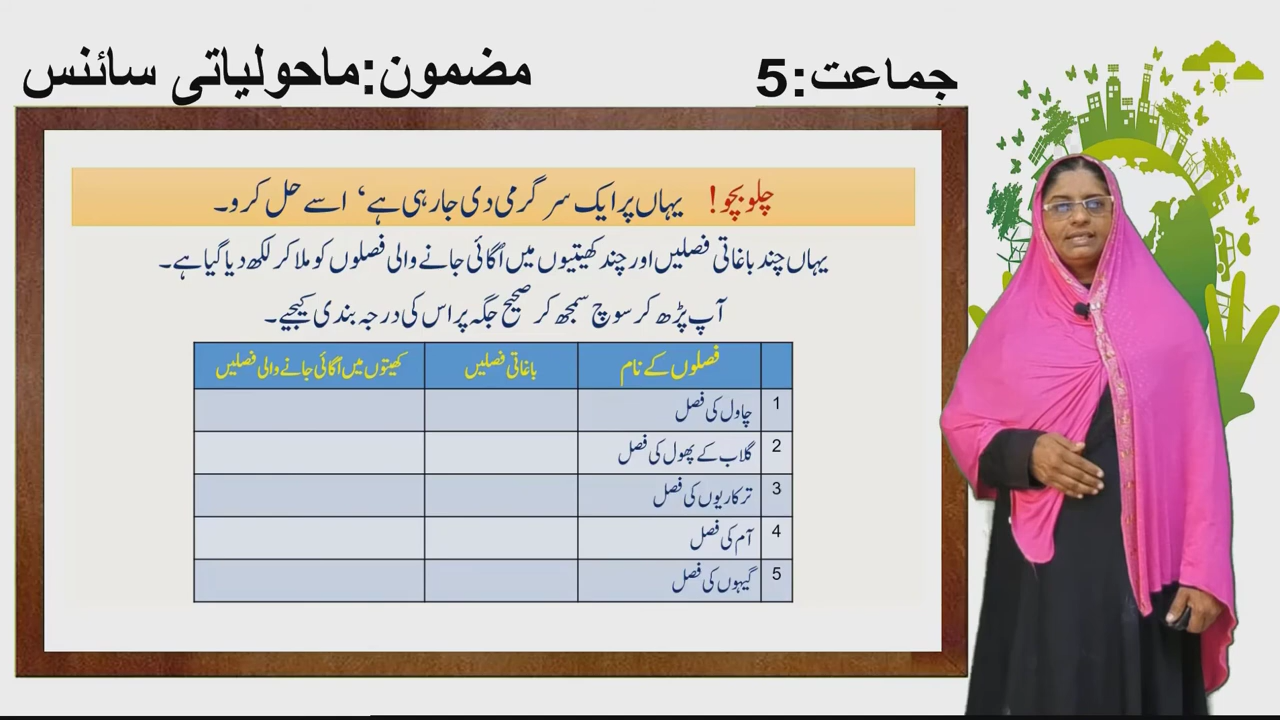 جماعت:5
مضمون:ماحولیاتی سائنس
چلو بچو! یہاں پر ایک سرگرمی دی جارہی ہے، اسے حل کرو۔
یہاں چند باغاتی فصلیں اور چند کھیتیوں میں اُگائی جانے والی فصلوں کو ملا کر لکھ دیا گیا ہے۔
آپ پڑھ کر سوچ سمجھ کر صحیح جگہ پر اس کی درجہ بندی کیجیے۔
فصلوں کے نام باغاتی فصلیں کھیتوں میں اُگائی جانے والی فصلیں
1 چاول کی فصل
2 گلاب کے پھول کی فصل
3 ترکاریوں کی فصل
4 آم کی فصل
5 گیہوں کی فصل